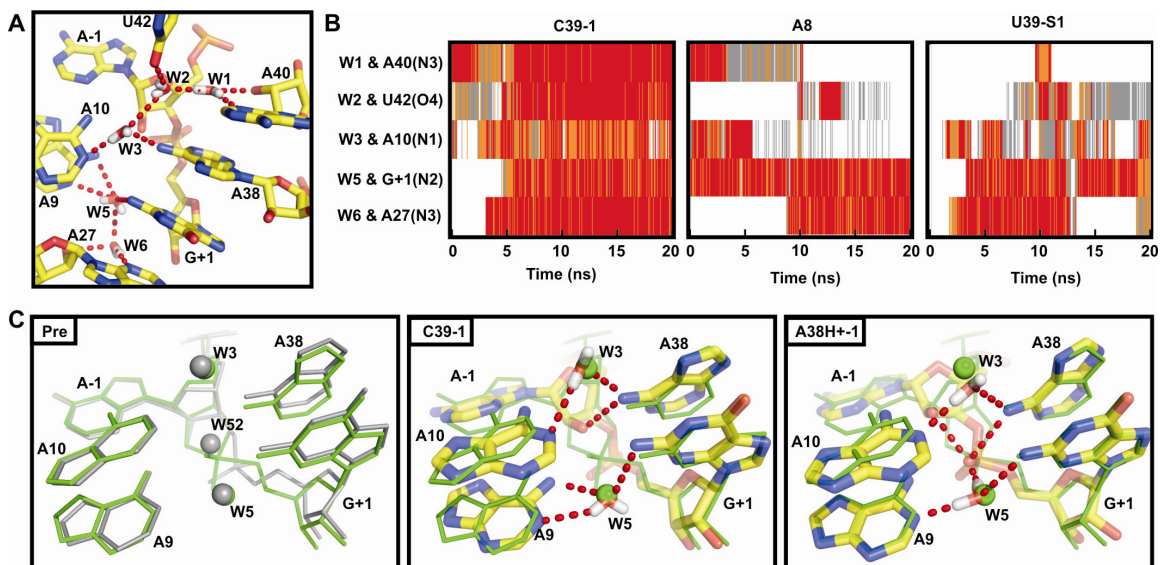 A
A-1
U42
W2
W1
A40
A10
W3
A9
W5
A38
A27
W6
G+1
B
C39-1
A8
U39-S1
W1 & A40(N3)
W2 & U42(O4)
W3 & A10(N1)
W5 & G+1(N2)
W6 & A27(N3)
0 5 10 15 20
0 5 10 15 20
0 5 10 15 20
Time (ns)
Time (ns)
Time (ns)
C
Pre
A-1
W3
A38
A10
W52
W5
G+1
A9
C39-1
W3
A38
A-1
A10
W5
G+1
A9
A38H+-1
W3
A38
A-1
A10
W5
G+1
A9